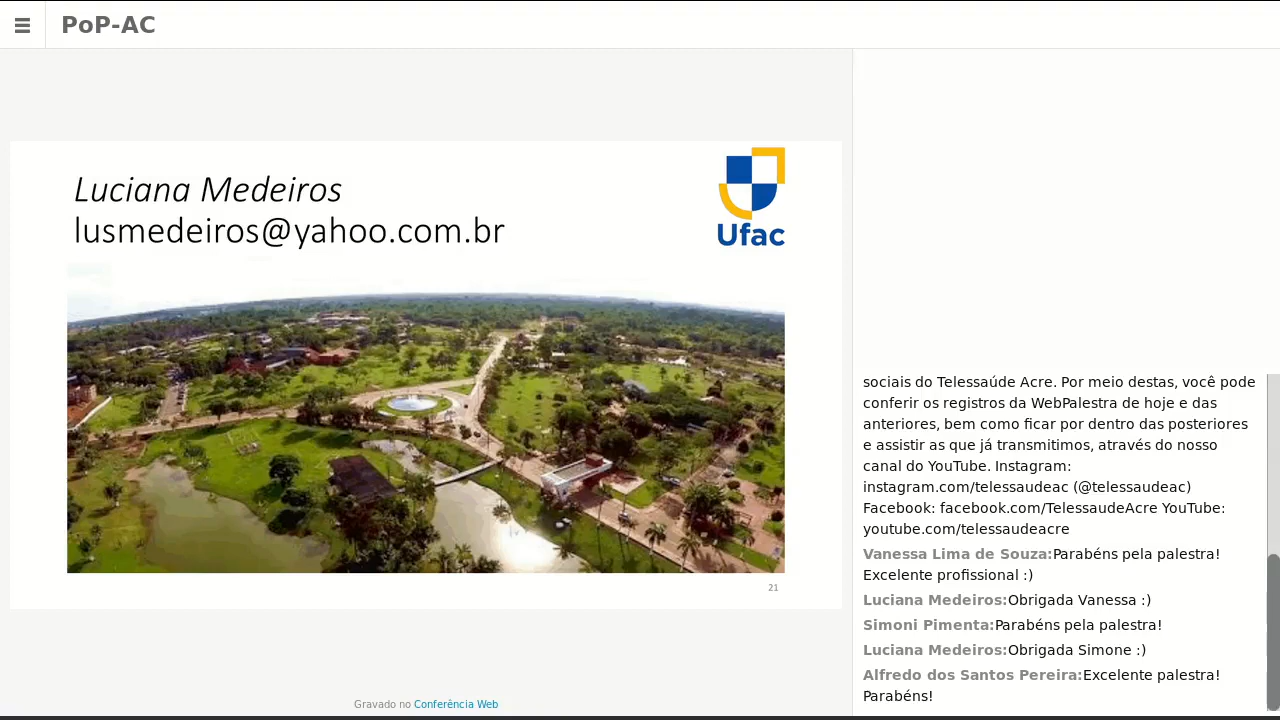 PoP-AC
Luciana Medeiros
lusmedeiros@yahoo.com.br
Ufac
21
Gravado no Conferência Web
sociais do Telessaúde Acre. Por meio destas, você pode
conferir os registros da WebPalestra de hoje e das
anteriores, bem como ficar por dentro das posteriores
e assistir as que já transmitimos, através do nosso
canal do YouTube. Instagram:
instagram.com/telessaudeac (@telessaudeac)
Facebook: facebook.com/TelessaudeAcre YouTube:
youtube.com/telessaudeacre
Vanessa Lima de Souza:Parabéns pela palestra!
Excelente profissional :)
Luciana Medeiros:Obrigada Vanessa :)
Simoni Pimenta:Parabéns pela palestra!
Luciana Medeiros:Obrigada Simone :)
Alfredo dos Santos Pereira:Excelente palestra!
Parabéns!